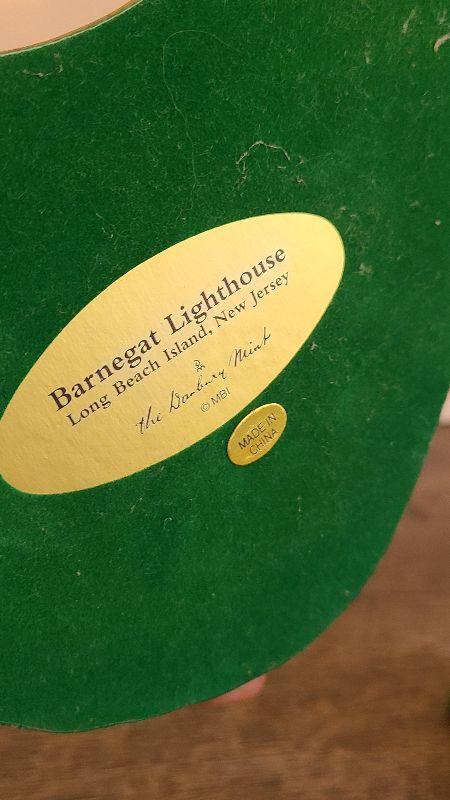 Barnegat Lighthouse
Long Beach Island, New Jersey
the Danbury Mint
© MBI
MADE IN
CHINA